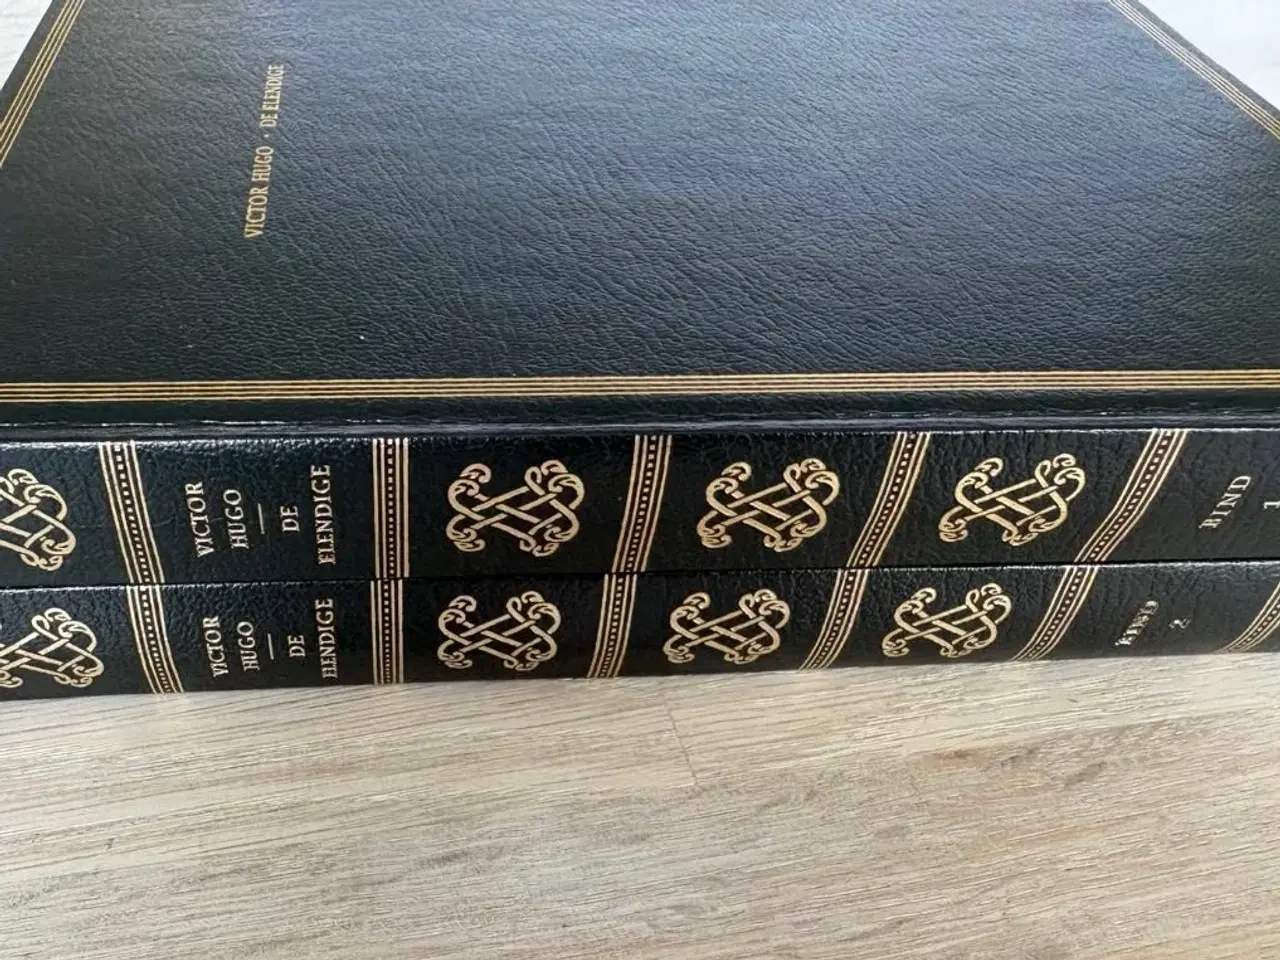 VICTOR HUGO · DE ELENDIGE
VICTOR
HUGO
DE
ELENDIGE
BIND
1
VICTOR
HUGO
DE
ELENDIGE
BIND
2